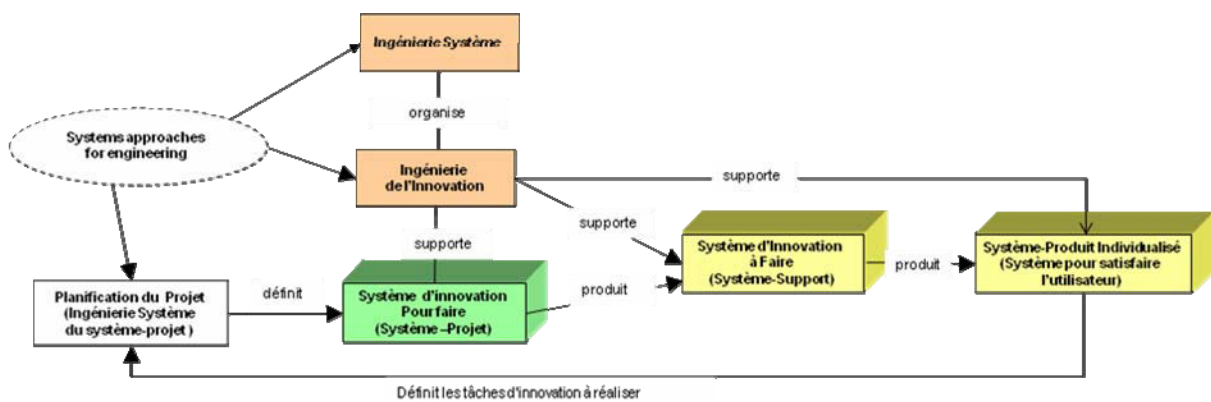 Ingénierie Système
organise
Systems approaches
for engineering
Ingénierie
de l'Innovation
supporte
supporte
supporte
Système d'Innovation
à Faire
(Système-Support)
produit
Système-Produit Individualisé
(Système pour satisfaire
l'utilisateur)
Planification du Projet
(Ingénierie Système
du système-projet )
définit
Système d'innovation
Pour faire
(Système –Projet)
produit
Définit les tâches d'innovation à réaliser